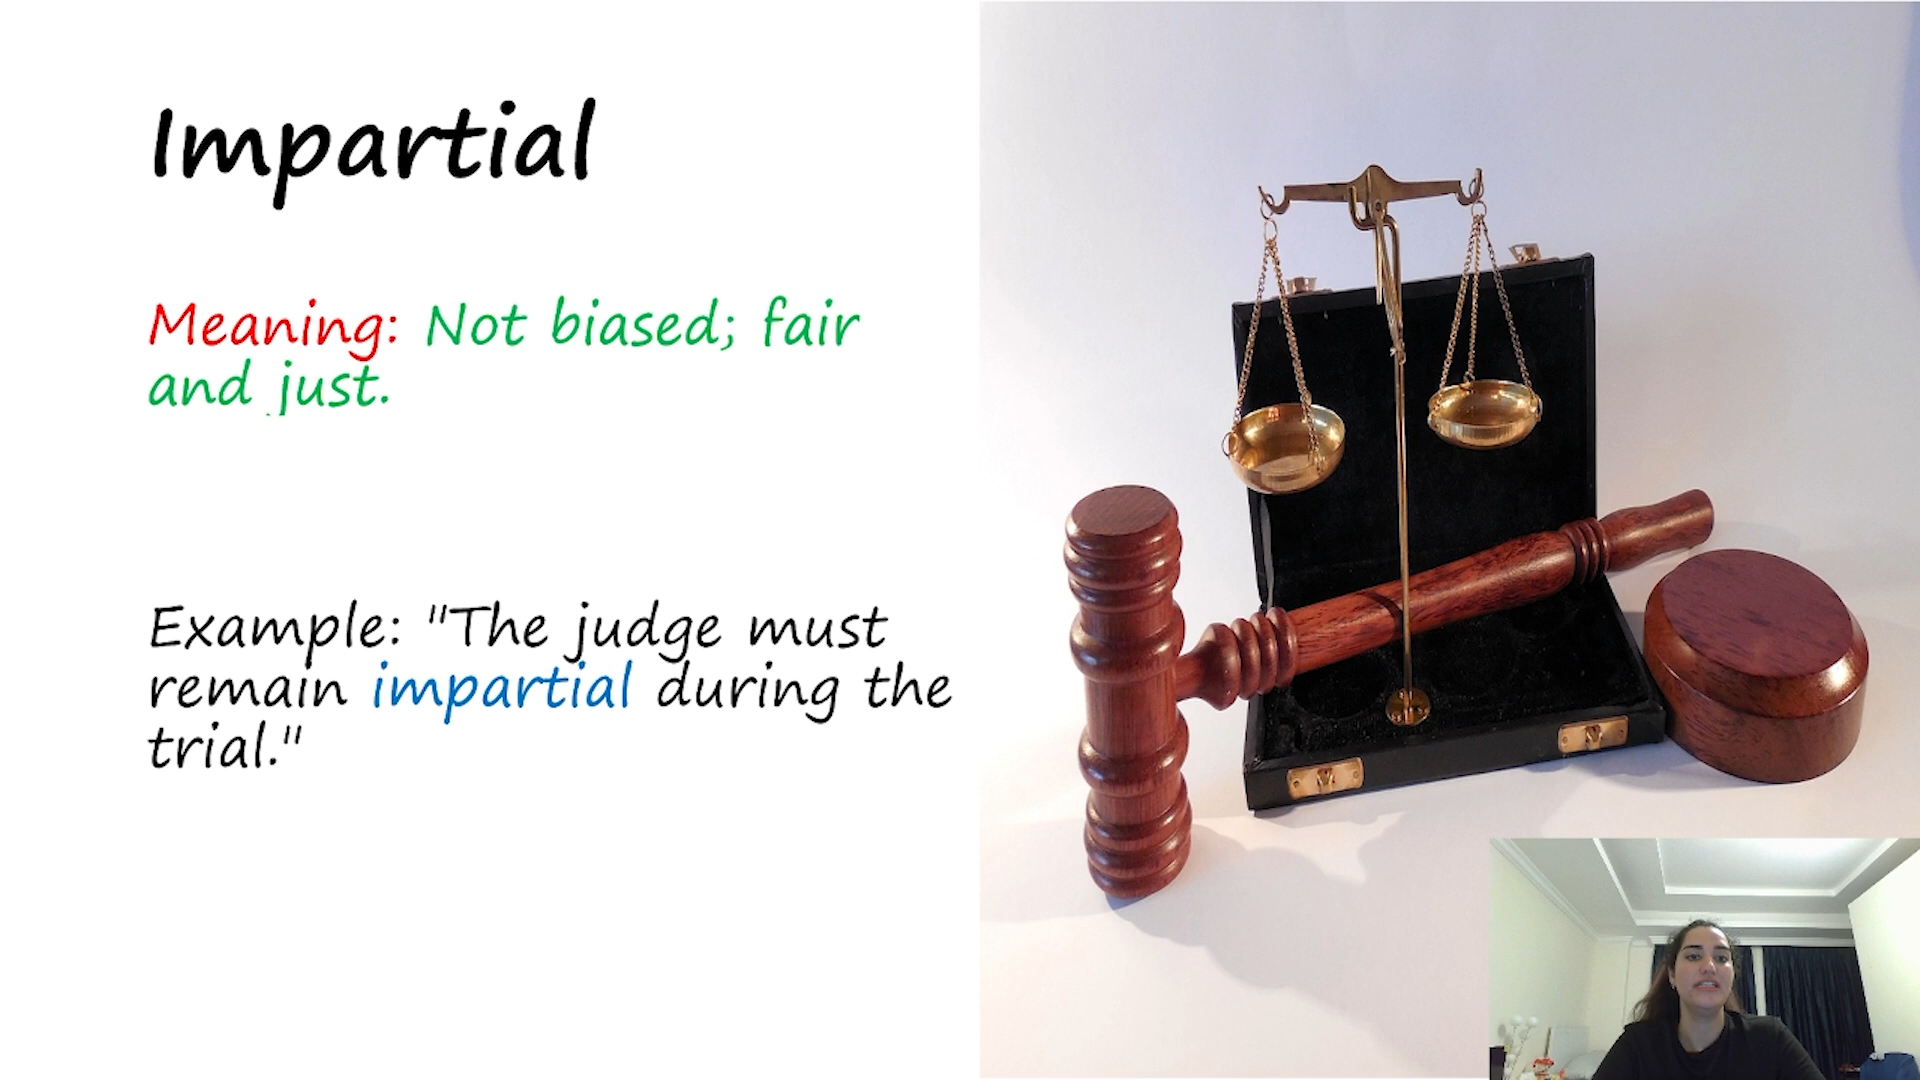 Impartial
Meaning: Not biased; fair
and just.
Example: "The judge must
remain impartial during the
trial."